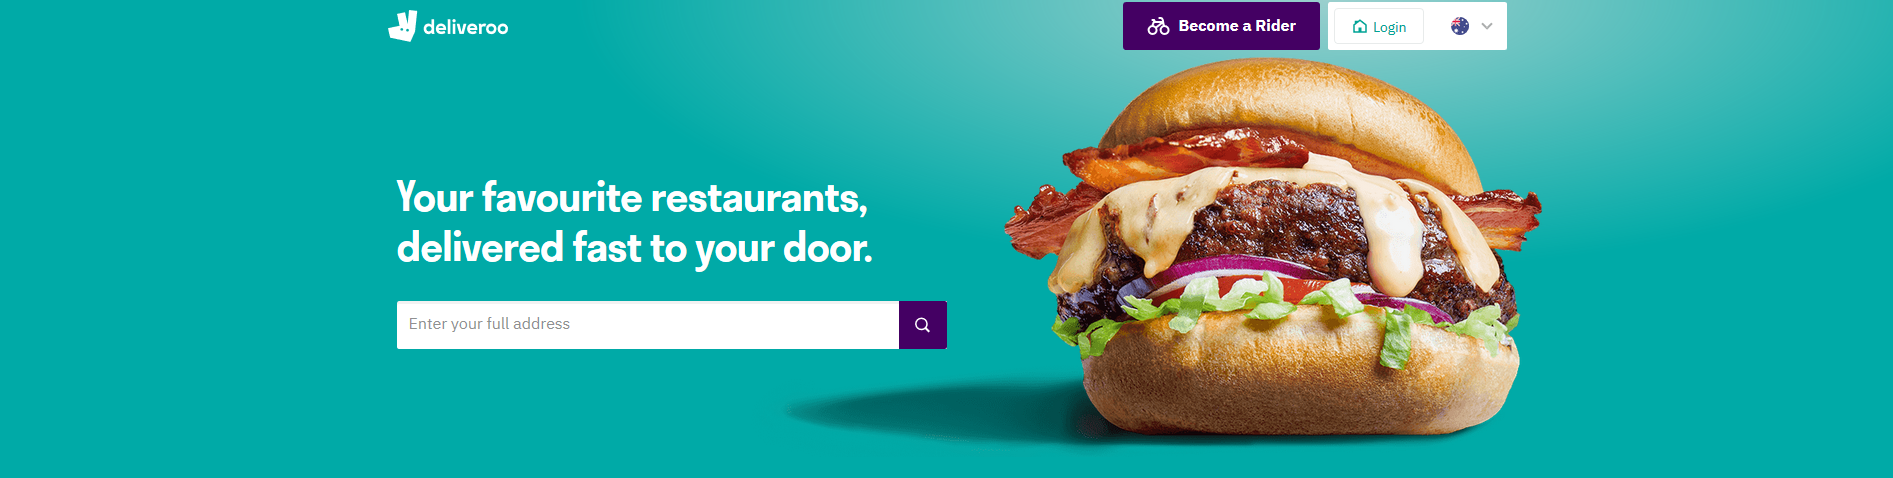 deliveroo
Become a Rider
Login
Your favourite restaurants,
delivered fast to your door.
Enter your full address